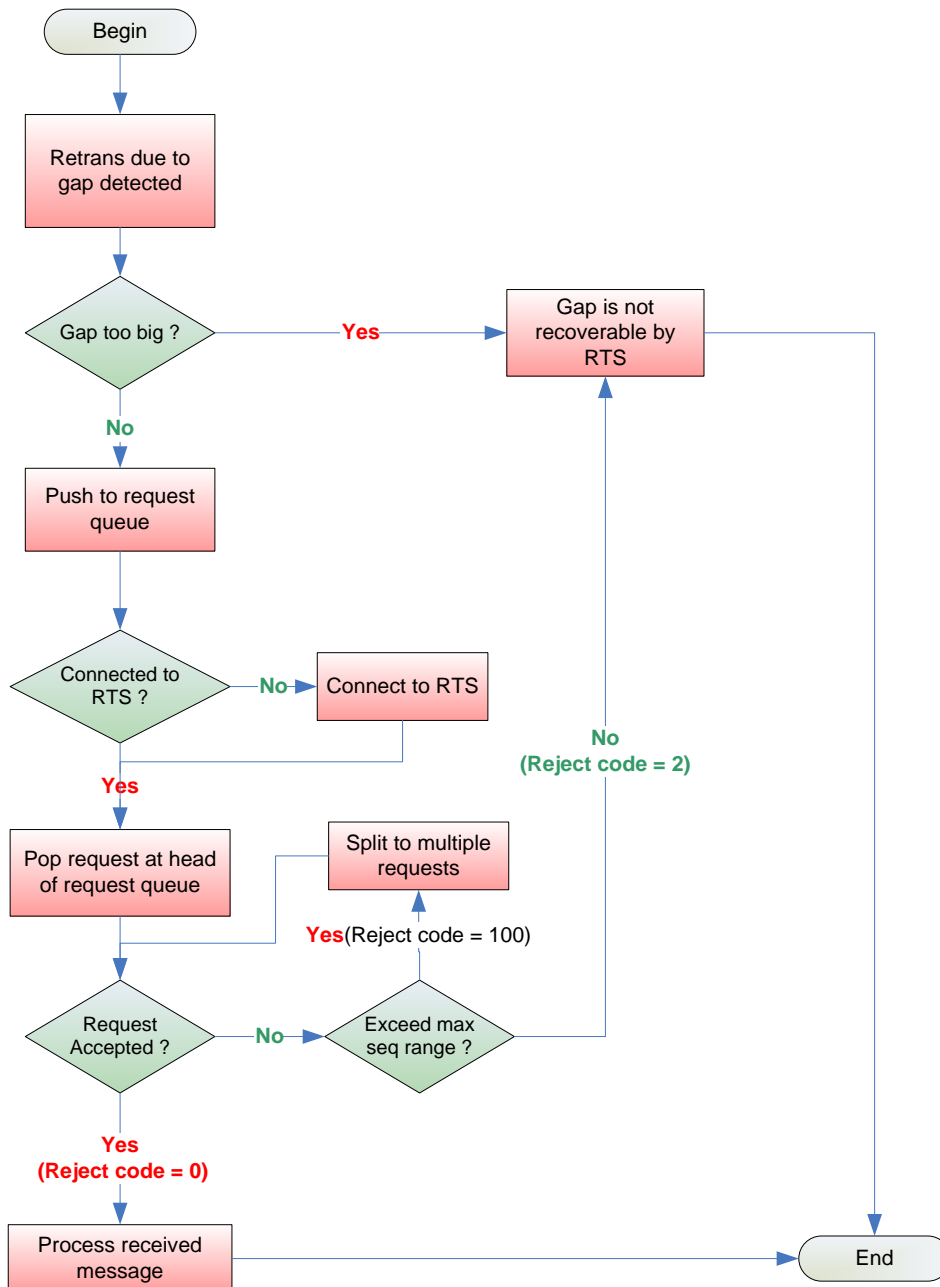 Begin
Retrans due to
gap detected
Gap too big ?
Yes
Gap is not
recoverable by
RTS
No
Push to request
queue
Connected to
RTS ?
No
Connect to RTS
No
(Reject code = 2)
Yes
Pop request at head
of request queue
Split to multiple
requests
Yes(Reject code = 100)
Request
Accepted ?
No
Exceed max
seq range ?
Yes
(Reject code = 0)
Process received
message
End